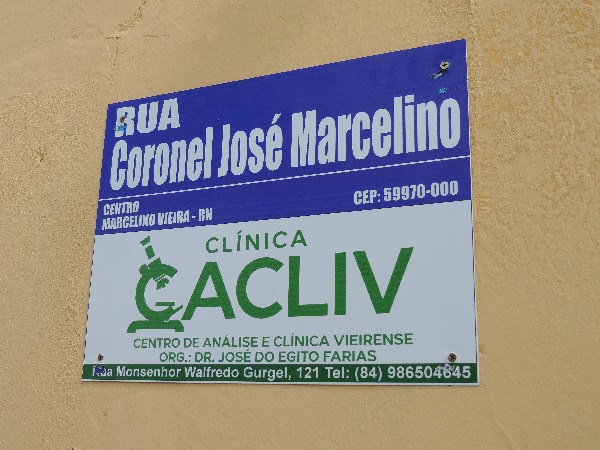 RUA
Coronel José Marcelino
CENTRO
MARCELINO VIEIRA - RN
CEP: 59970-000
CLÍNICA
CACLIV
CENTRO DE ANÁLISE E CLÍNICA VIEIRENSE
ORG.: DR. JOSÉ DO EGITO FARIAS
Rua Monsenhor Walfredo Gurgel, 121 Tel: (84) 986504645